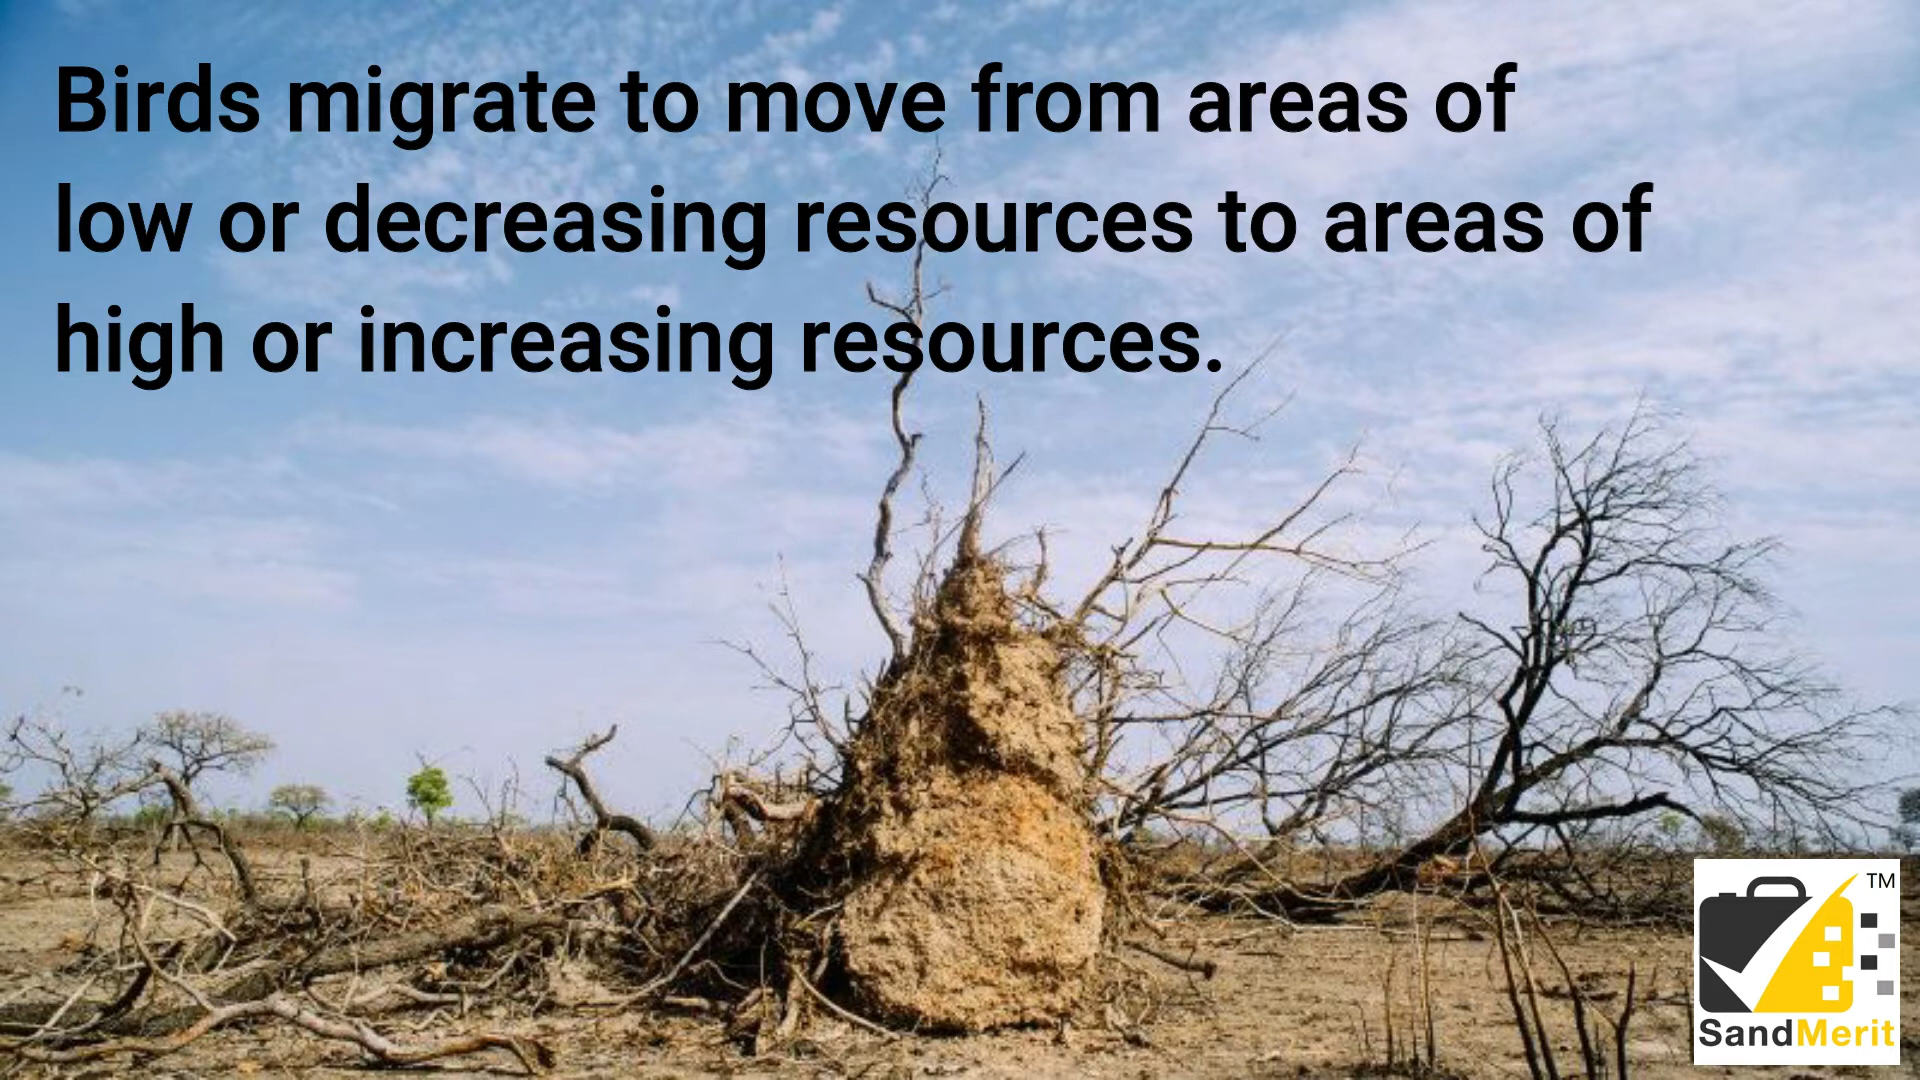 Birds migrate to move from areas of
low or decreasing resources to areas of
high or increasing resources.
TM
SandMerit